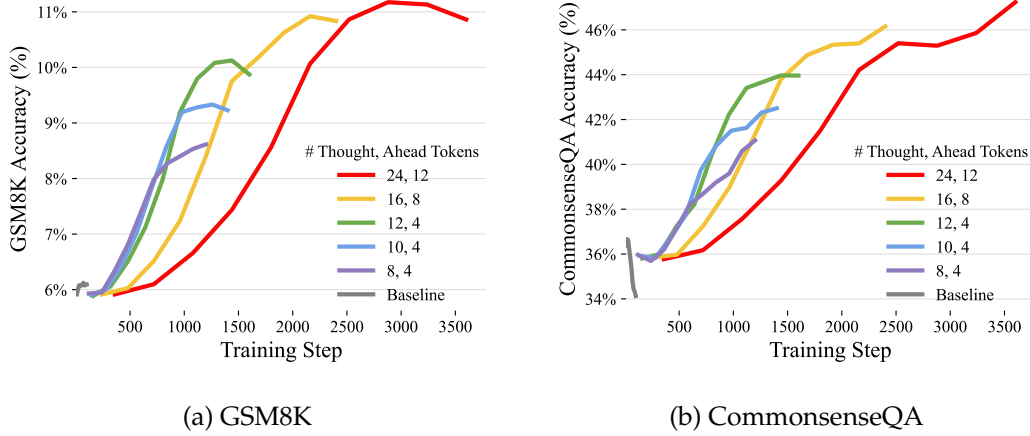 GSM8K Accuracy (%)
11%
10%
9%
8%
7%
6%
# Thought, Ahead Tokens
24, 12
16, 8
12, 4
10, 4
8, 4
Baseline
500 1000 1500 2000 2500 3000 3500
Training Step
(a) GSM8K
CommonsenseQA Accuracy (%)
46%
44%
42%
40%
38%
36%
34%
# Thought, Ahead Tokens
24, 12
16, 8
12, 4
10, 4
8, 4
Baseline
500 1000 1500 2000 2500 3000 3500
Training Step
(b) CommonsenseQA